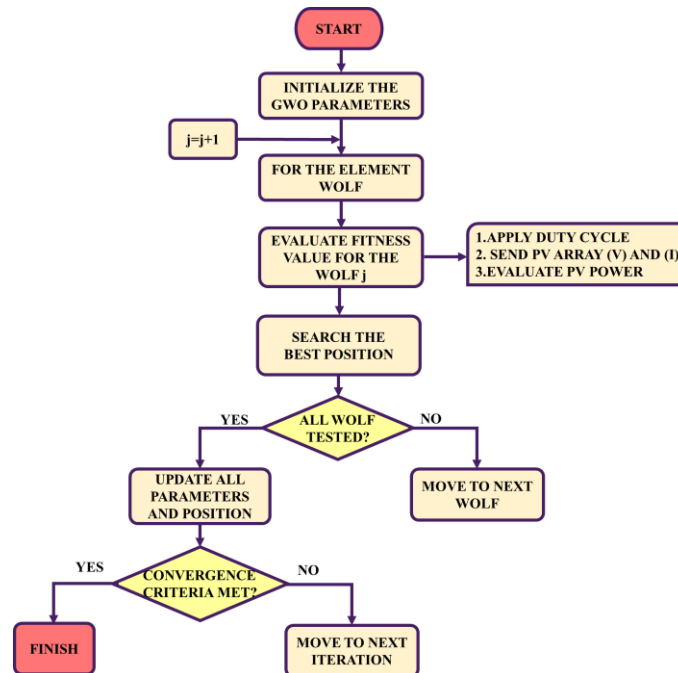 START
INITIALIZE THE
GWO PARAMETERS
j=j+1
FOR THE ELEMENT
WOLF
EVALUATE FITNESS
VALUE FOR THE
WOLF j
1.APPLY DUTY CYCLE
2. SEND PV ARRAY (V) AND (I)
3.EVALUATE PV POWER
SEARCH THE
BEST POSITION
YES
ALL WOLF
TESTED?
NO
UPDATE ALL
PARAMETERS
AND POSITION
MOVE TO NEXT
WOLF
YES
CONVERGENCE
CRITERIA MET?
NO
FINISH
MOVE TO NEXT
ITERATION